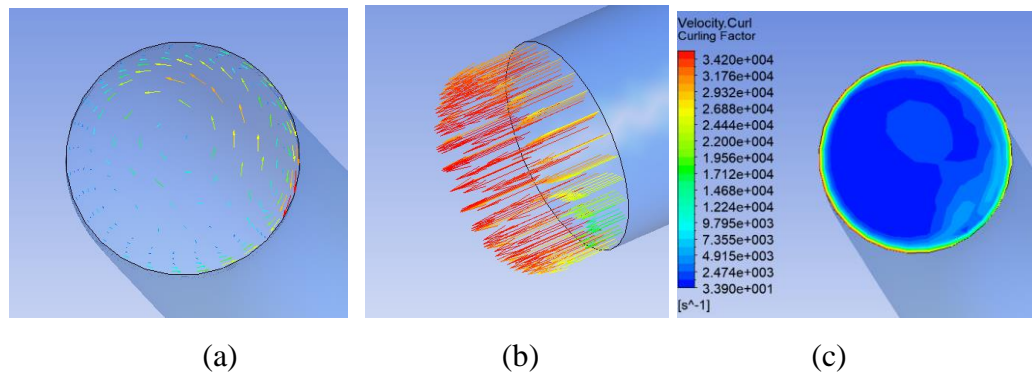 Velocity.Curl
Curling Factor
3.420e+004
3.176e+004
2.932e+004
2.688e+004
2.444e+004
2.200e+004
1.956e+004
1.712e+004
1.468e+004
1.224e+004
9.795e+003
7.355e+003
4.915e+003
2.474e+003
3.390e+001
[s^-1]
(a)
(b)
(c)